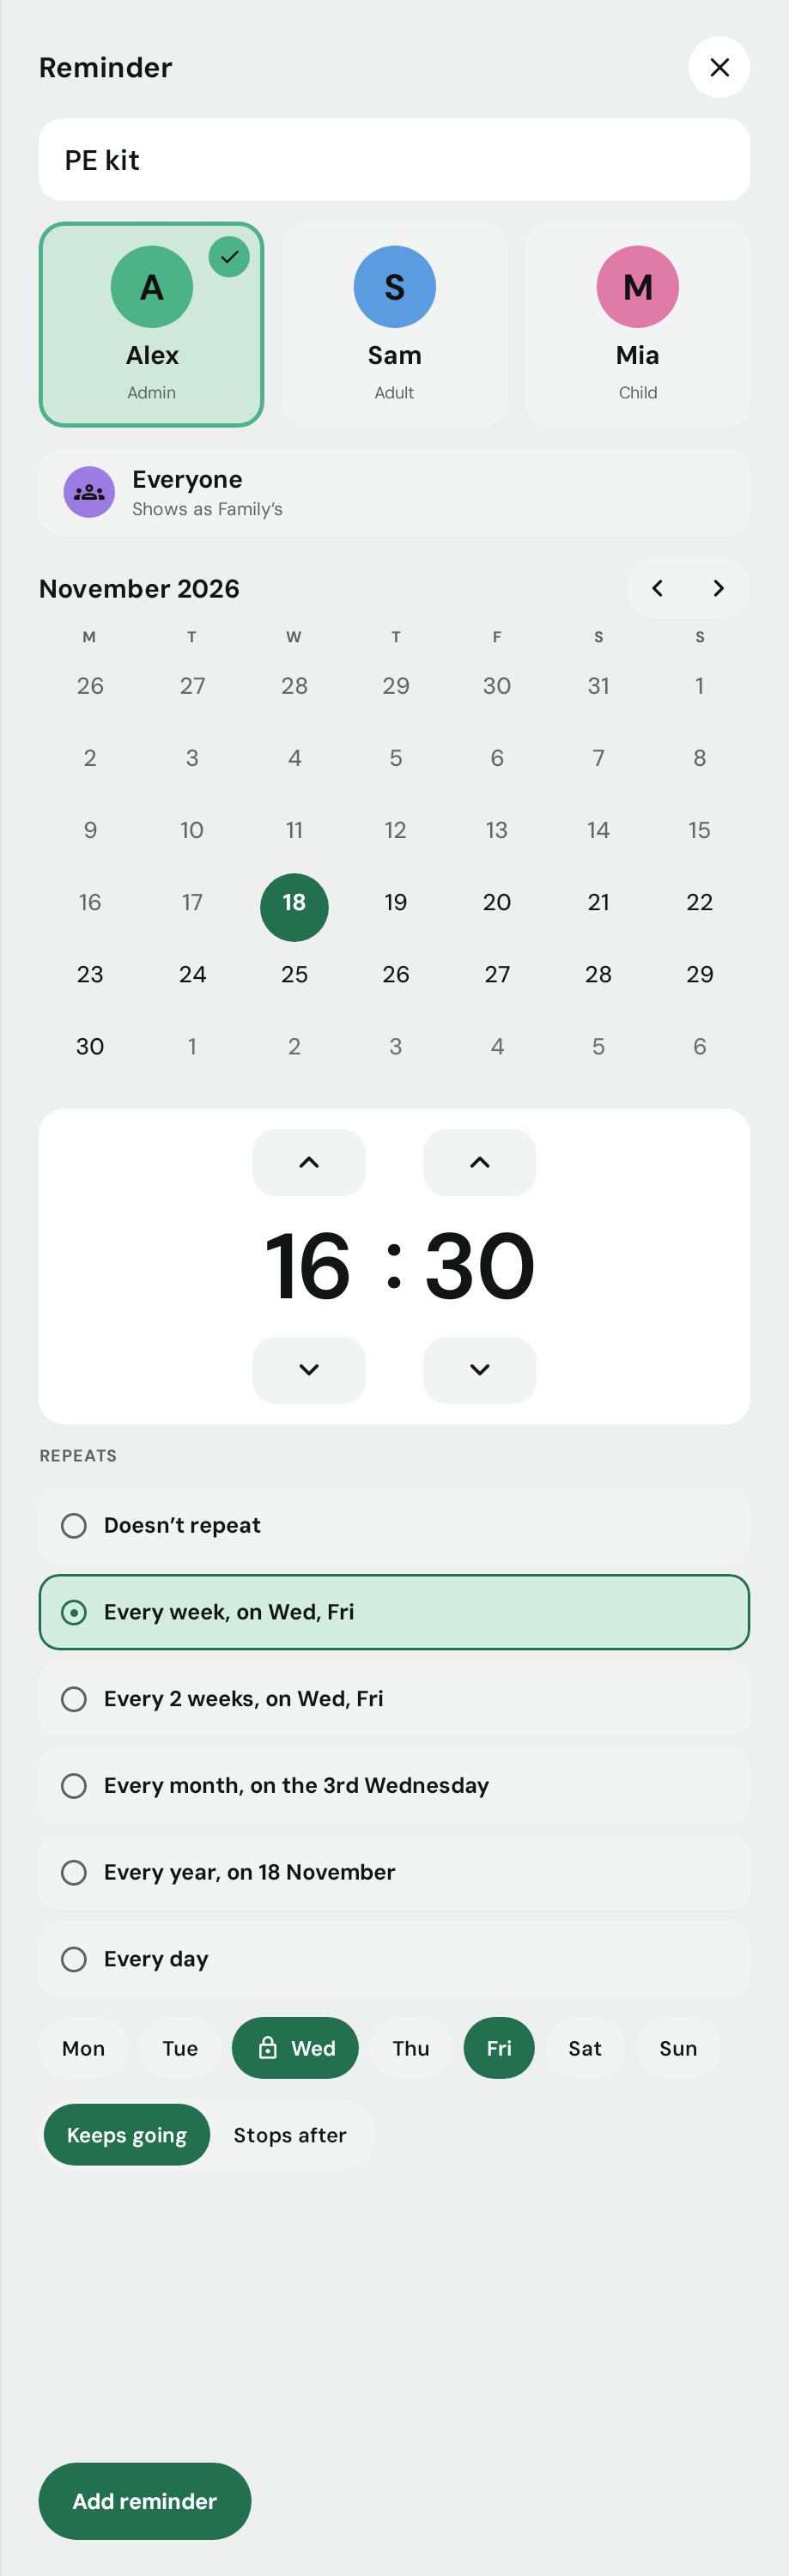 Reminder
PE kit
A S M
Alex Sam Mia
Admin Adult Child
Everyone
Shows as Family’s
November 2026
M T W T F S S
26 27 28 29 30 31 1
2 3 4 5 6 7 8
9 10 11 12 13 14 15
16 17 18 19 20 21 22
23 24 25 26 27 28 29
30 1 2 3 4 5 6
16 : 30
REPEATS
Doesn’t repeat
Every week, on Wed, Fri
Every 2 weeks, on Wed, Fri
Every month, on the 3rd Wednesday
Every year, on 18 November
Every day
Mon Tue Wed Thu Fri Sat Sun
Keeps going Stops after
Add reminder